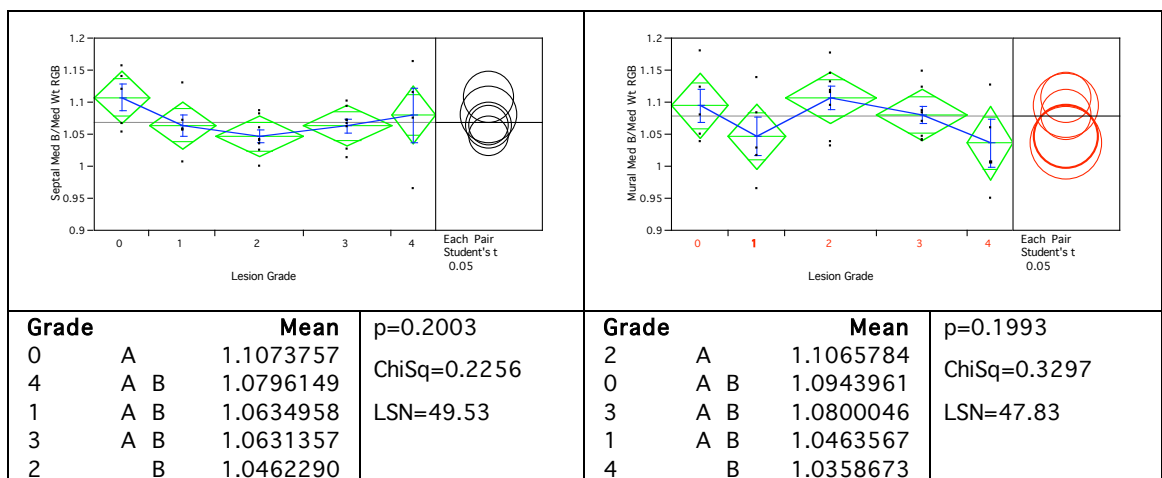 Septal Med B/Med Wt RGB
1.2
1.15
1.1
1.05
1
0.95
0.9
0 1 2 3 4
Lesion Grade
Each Pair
Student's t
0.05
Mural Med B/Med Wt RGB
1.2
1.15
1.1
1.05
1
0.95
0.9
0 1 2 3 4
Lesion Grade
Each Pair
Student's t
0.05
Grade Mean
0 A 1.1073757
4 A B 1.0796149
1 A B 1.0634958
3 A B 1.0631357
2 B 1.0462290
p=0.2003
ChiSq=0.2256
LSN=49.53
Grade Mean
2 A 1.1065784
0 A B 1.0943961
3 A B 1.0800046
1 A B 1.0463567
4 B 1.0358673
p=0.1993
ChiSq=0.3297
LSN=47.83